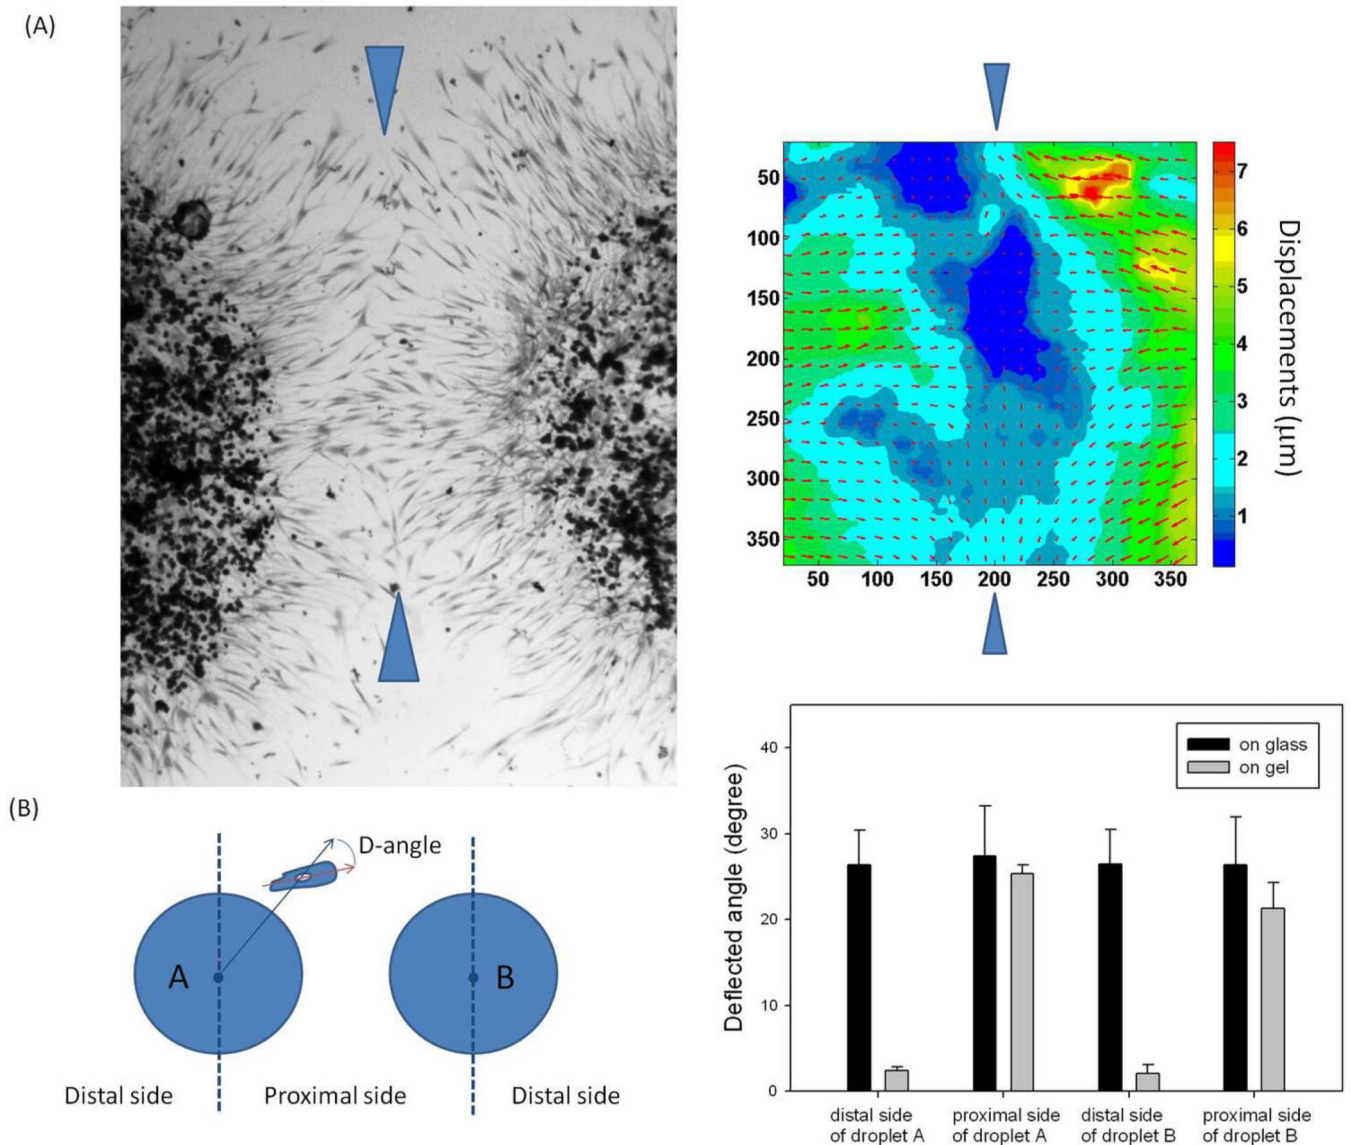 (A)
50
100
150
200
250
300
350
50 100 150 200 250 300 350
7
6
5
4
3
2
1
Displacements (μm)
(B)
D-angle
A
B
Distal side Proximal side Distal side
Deflected angle (degree)
40
30
20
10
0
on glass
on gel
distal side
of droplet A
proximal side
of droplet A
distal side
of droplet B
proximal side
of droplet B